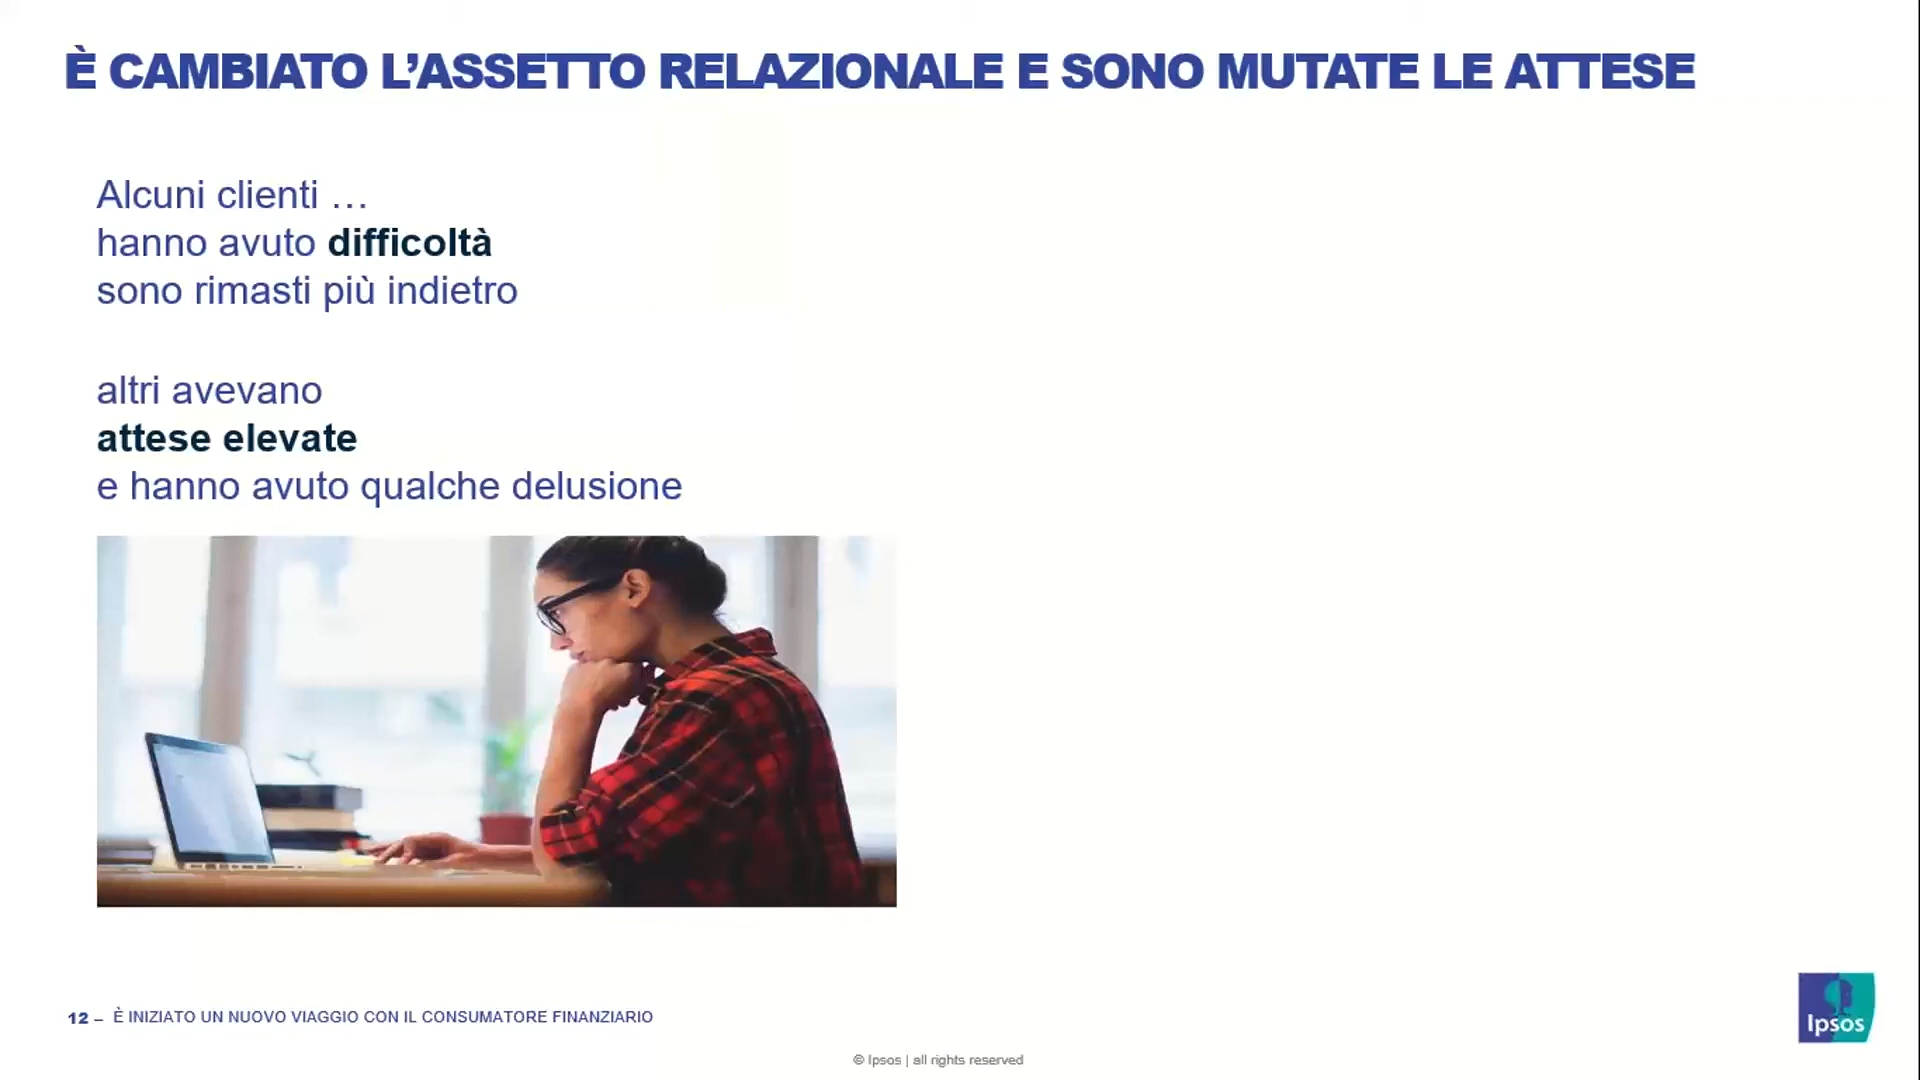 È CAMBIATO L’ASSETTO RELAZIONALE E SONO MUTATE LE ATTESE
Alcuni clienti …
hanno avuto difficoltà
sono rimasti più indietro
altri avevano
attese elevate
e hanno avuto qualche delusione
12 – È INIZIATO UN NUOVO VIAGGIO CON IL CONSUMATORE FINANZIARIO
Ipsos
© Ipsos | all rights reserved